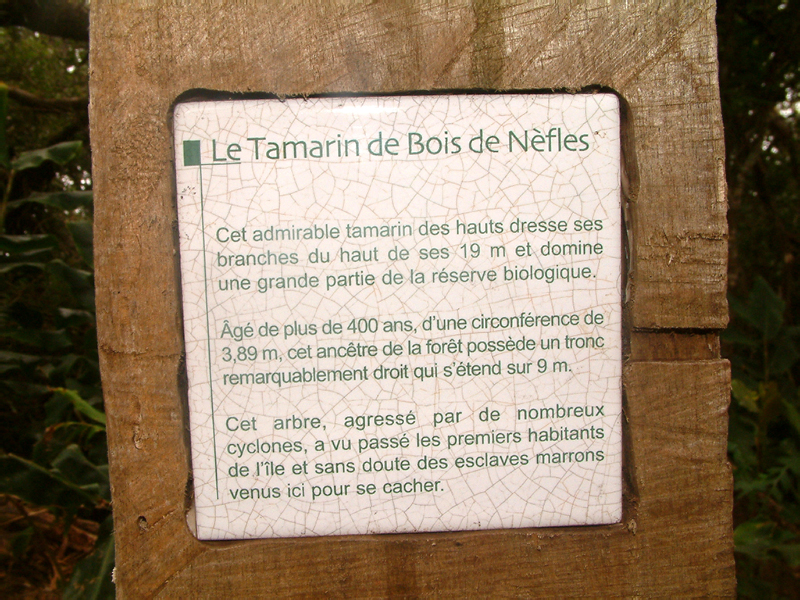 Le Tamarin de Bois de Nèfles
Cet admirable tamarin des hauts dresse ses
branches du haut de ses 19 m et domine
une grande partie de la réserve biologique.
Âgé de plus de 400 ans, d'une circonférence de
3,89 m, cet ancêtre de la forêt possède un tronc
remarquablement droit qui s'étend sur 9 m.
Cet arbre, agressé par de nombreux
cyclones, a vu passé les premiers habitants
de l'île et sans doute des esclaves marrons
venus ici pour se cacher.